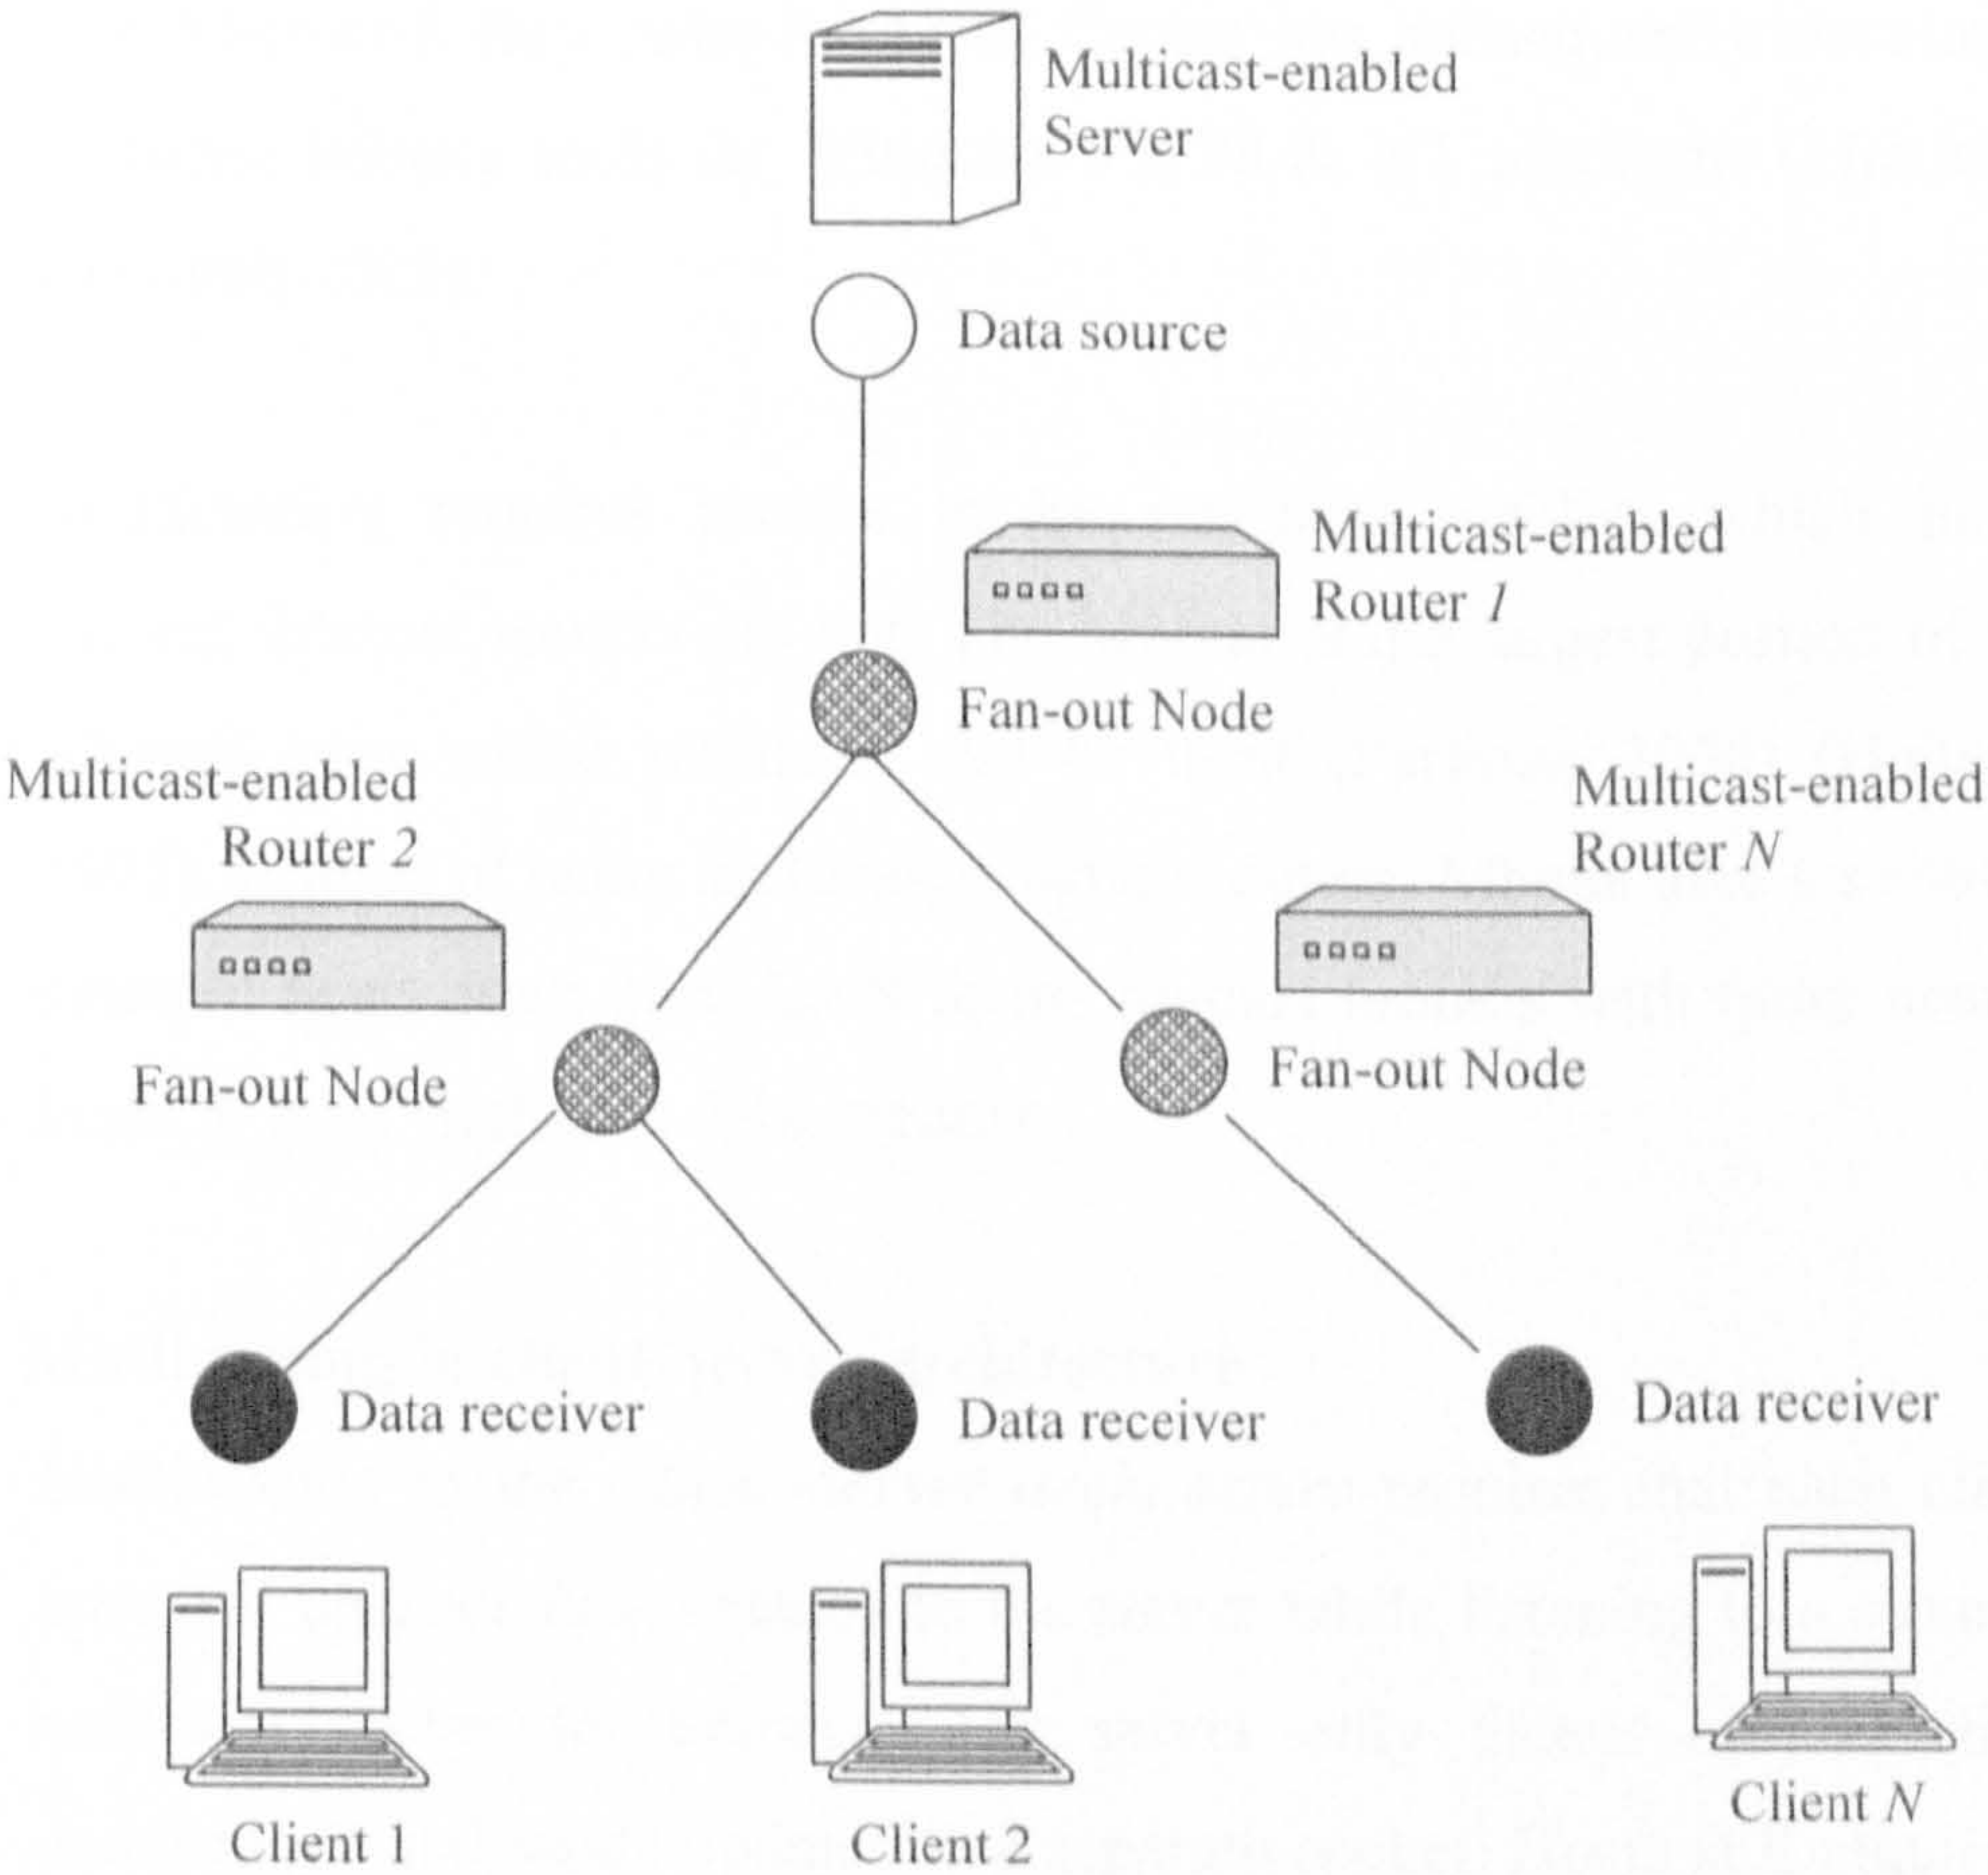 Multicast-enabled
Server
Data source
Multicast-enabled
Router 1
Fan-out Node
Multicast-enabled
Router 2
Multicast-enabled
Router N
Fan-out Node
Fan-out Node
Data receiver
Data receiver
Data receiver
Client 1
Client 2
Client N